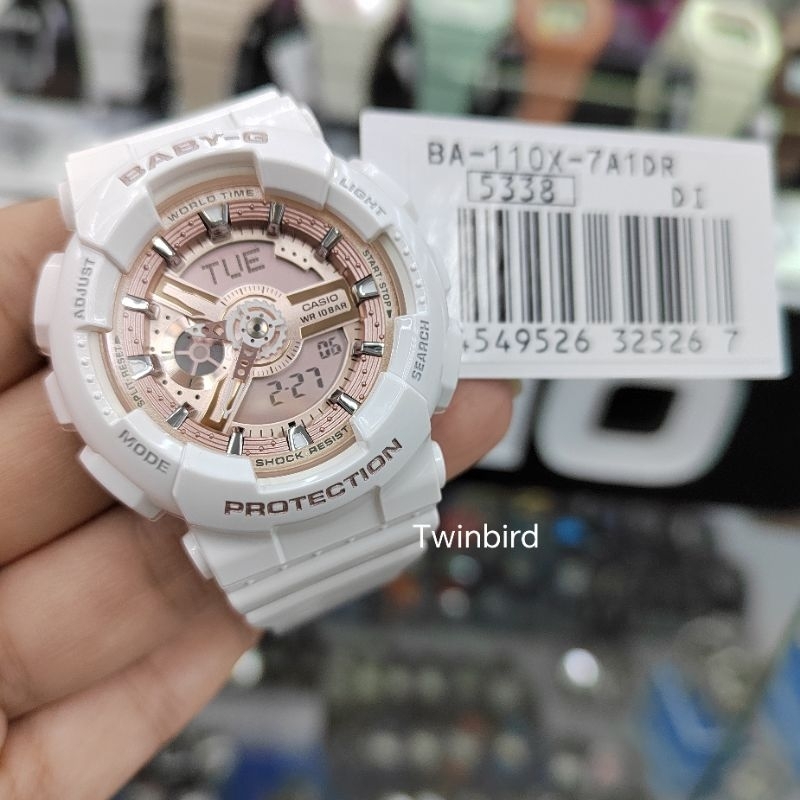 BABY-G
WORLD TIME
LIGHT
ADJUST
START·STOP
TUE
CASIO
WR 10BAR
SPLIT·RESET
SEARCH
06
2-27
MODE
SHOCK RESIST
PROTECTION
BA-110X-7A1DR
5338 DI
4549526 32526 7
Twinbird